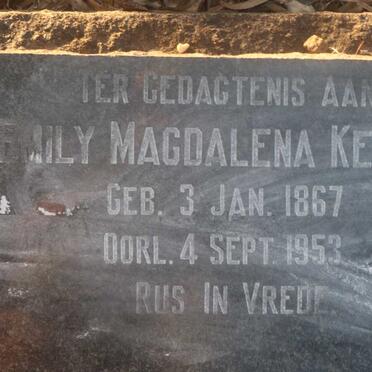 TER GEDAGTENIS AAN
EMILY MAGDALENA KE
GEB. 3 JAN. 1867
OORL. 4 SEPT. 1953
RUS IN VREDE